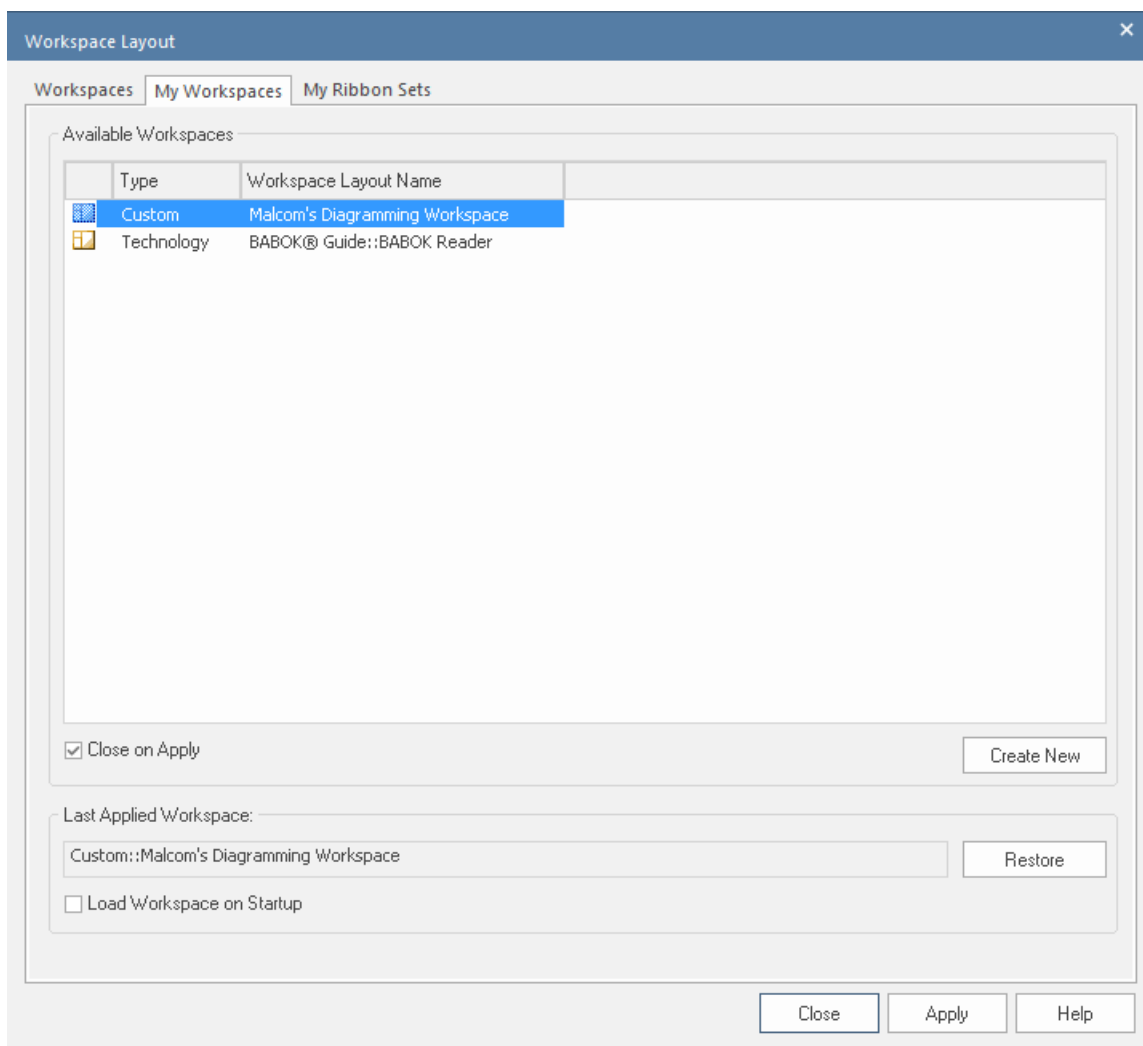 Workspace Layout
Workspaces My Workspaces My Ribbon Sets
Available Workspaces
Type Workspace Layout Name
Custom Malcom's Diagramming Workspace
Technology BABOK® Guide::BABOK Reader
Close on Apply
Create New
Last Applied Workspace:
Custom::Malcom's Diagramming Workspace
Restore
Load Workspace on Startup
Close Apply Help